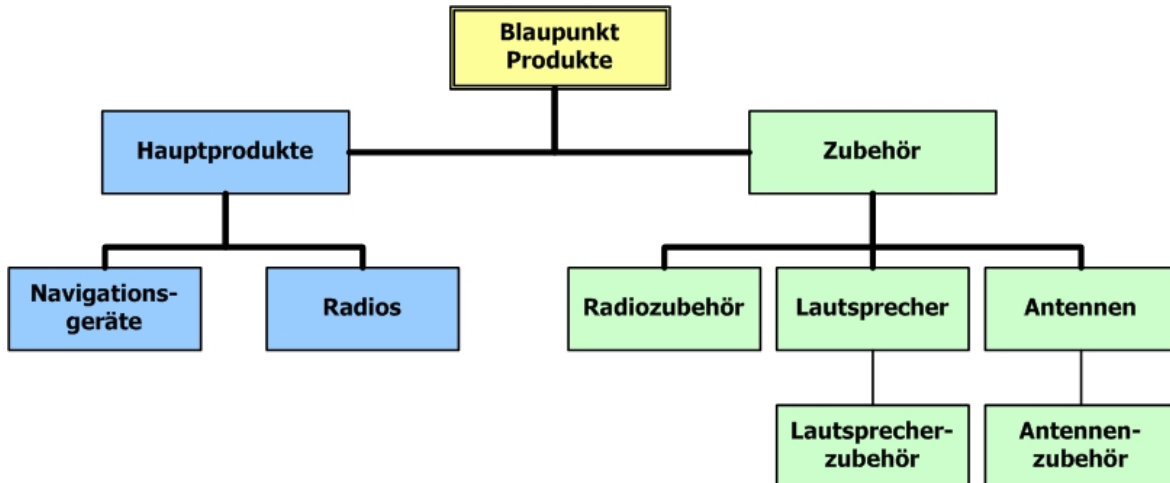 Blaupunkt
Produkte
Hauptprodukte
Zubehör
Navigations-
geräte
Radios
Radiozubehör
Lautsprecher
Antennen
Lautsprecher-
zubehör
Antennen-
zubehör